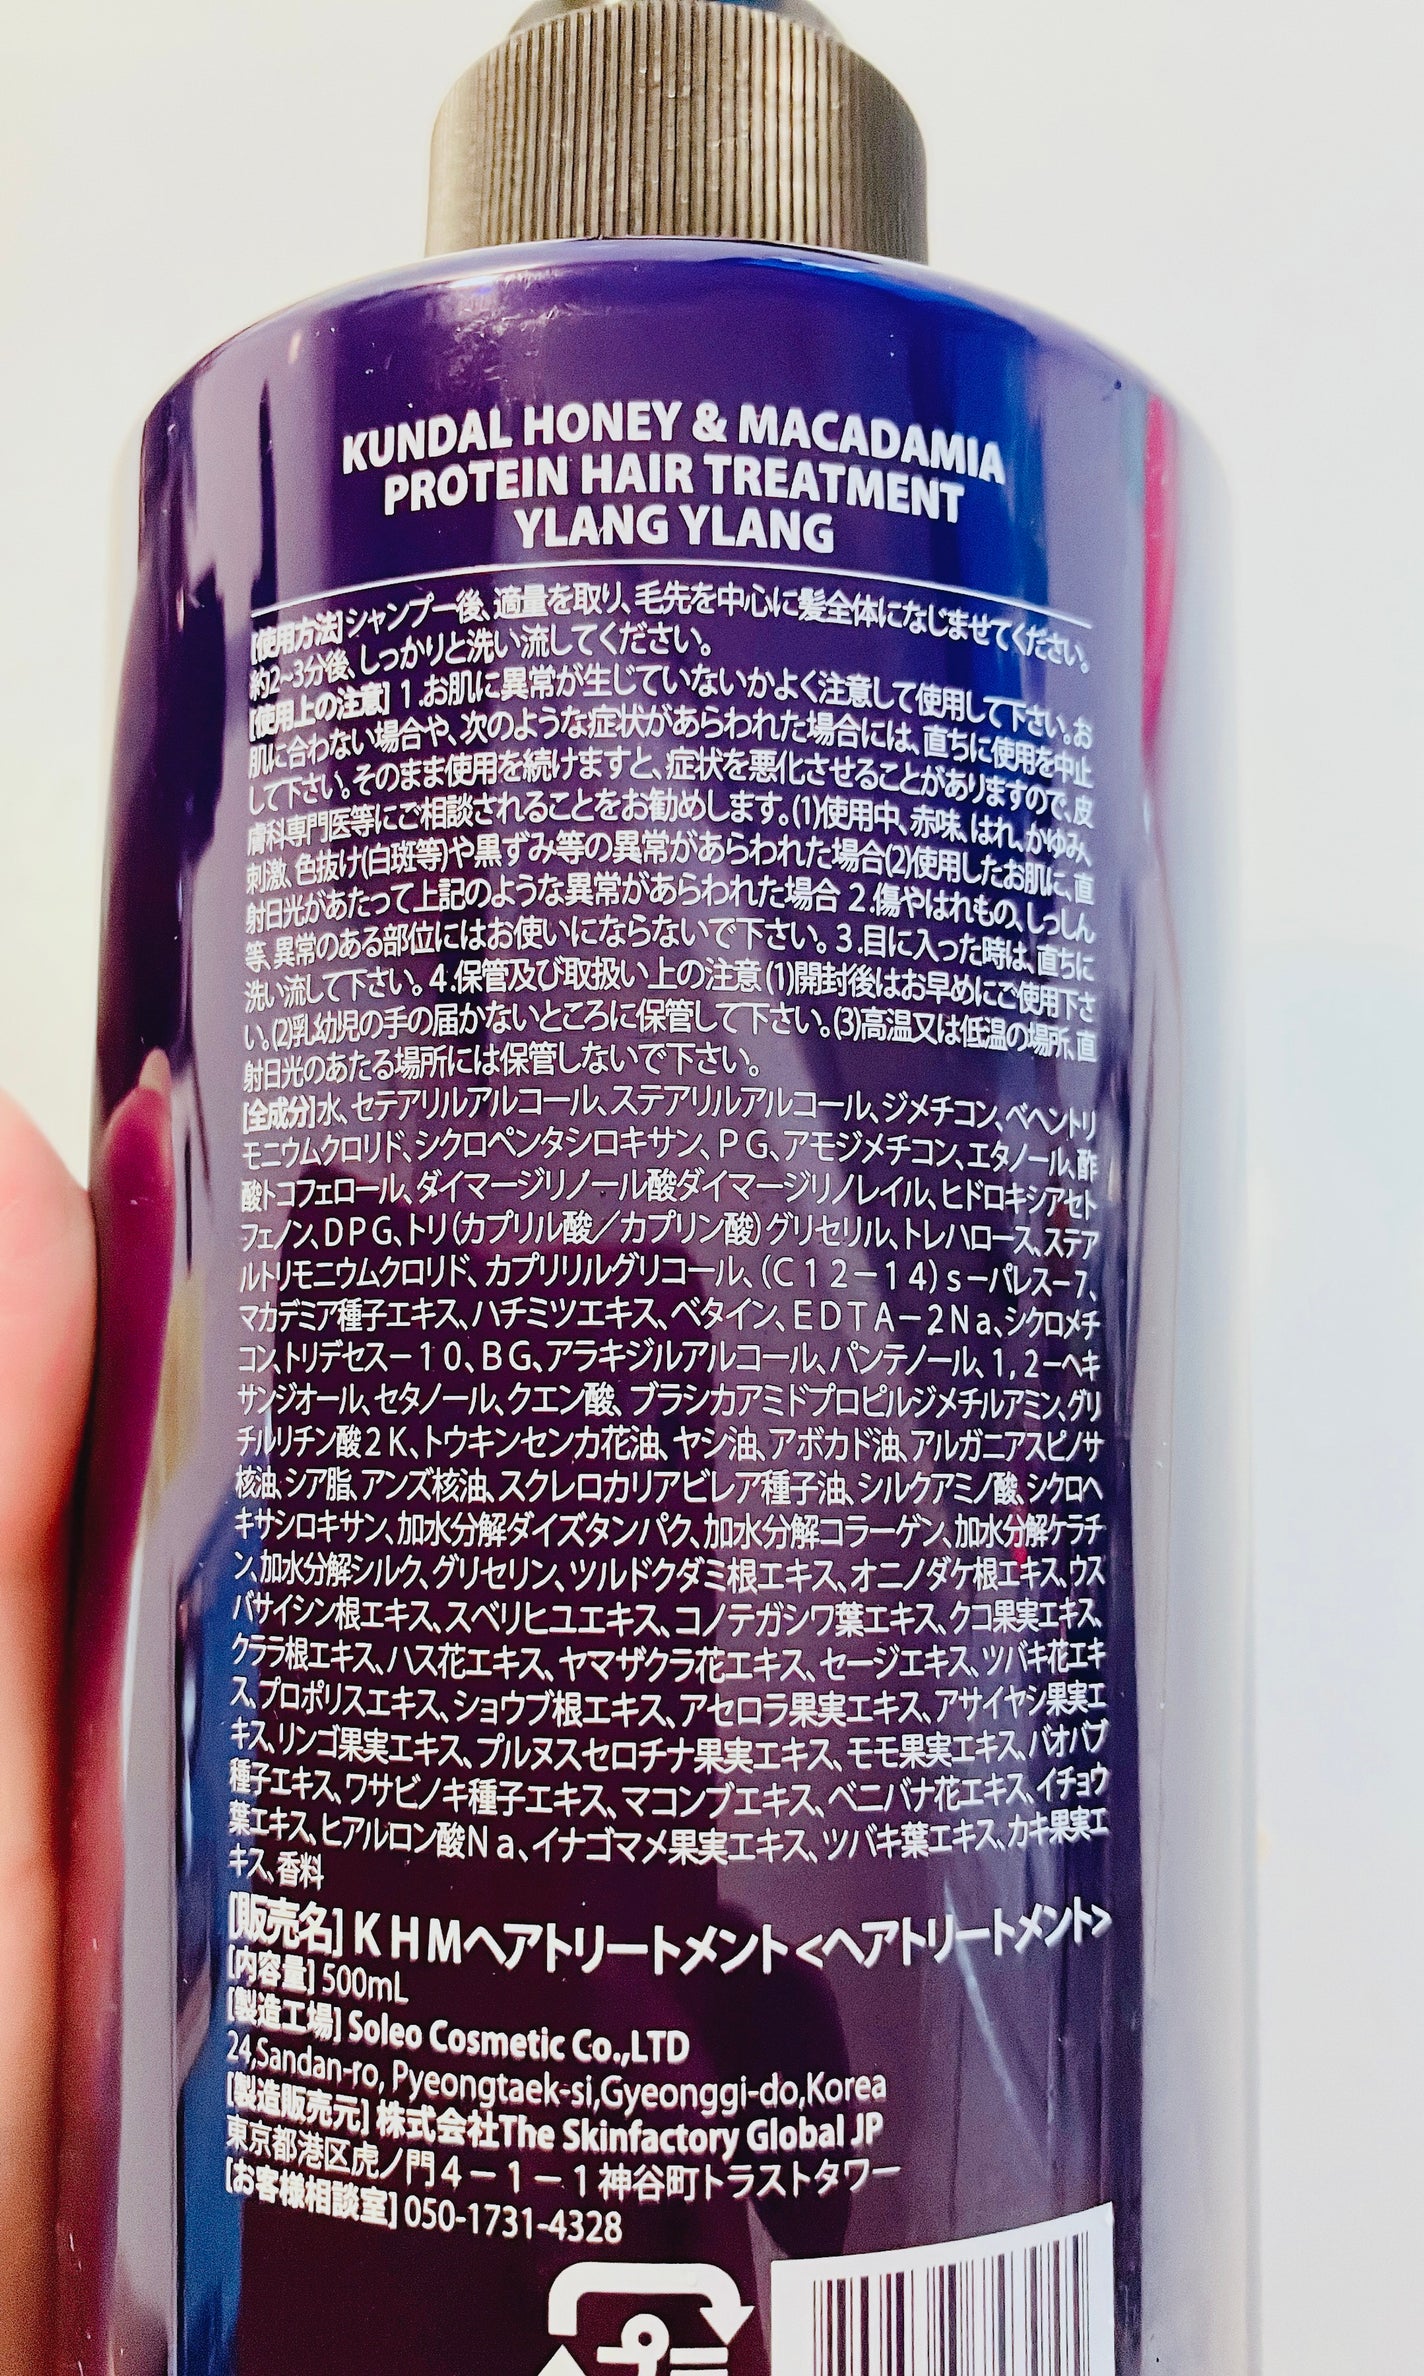 KUNDAL HONEY & MACADAMIA
PROTEIN HAIR TREATMENT
YLANG YLANG
[使用方法]シャンプー後、適量を取り、毛先を中心に髪全体になじませてください。
約2~3分後、しっかりと洗い流してください。
[使用上の注意] 1.お肌に異常が生じていないかよく注意して使用して下さい。お
肌に合わない場合や、次のような症状があらわれた場合には、直ちに使用を中止
して下さい。そのまま使用を続けますと、症状を悪化させることがありますので、皮
膚科専門医等にご相談されることをお勧めします。(1)使用中、赤味、はれ、かゆみ、
刺激、色抜け(白斑等)や黒ずみ等の異常があらわれた場合(2)使用したお肌に、直
射日光があたって上記のような異常があらわれた場合 2.傷やはれもの、しっしん
等、異常のある部位にはお使いにならないで下さい。3.目に入った時は、直ちに
洗い流して下さい。4.保管及び取扱い上の注意(1)開封後はお早めにご使用下さ
い。(2)乳幼児の手の届かないところに保管して下さい。(3)高温又は低温の場所、直
射日光のあたる場所には保管しないで下さい。
[全成分]水、セテアリルアルコール、ステアリルアルコール、ジメチコン、ベヘントリ
モニウムクロリド、シクロペンタシロキサン、PG、アモジメチコン、エタノール、酢
酸トコフェロール、ダイマージリノール酸ダイマージリノレイル、ヒドロキシアセト
フェノン、DPG、トリ(カプリル酸/カプリン酸)グリセリル、トレハロース、ステア
ルトリモニウムクロリド、カプリリルグリコール、(C12-14)s-パレス-7、
マカデミア種子エキス、ハチミツエキス、ベタイン、EDTA-2Na、シクロメチ
コン、トリデセス-10、BG、アラキジルアルコール、パンテノール、1,2-ヘキ
サンジオール、セタノール、クエン酸、ブラシカアミドプロピルジメチルアミン、グリ
チルリチン酸2K、トウキンセンカ花油、ヤシ油、アボカド油、アルガニアスピノサ
核油、シア脂、アンズ核油、スクレロカリアビレア種子油、シルクアミノ酸、シクロヘ
キサシロキサン、加水分解ダイズタンパク、加水分解コラーゲン、加水分解ケラチ
ン、加水分解シルク、グリセリン、ツルドクダミ根エキス、オニノダケ根エキス、ウス
バサイシン根エキス、スベリヒユエキス、コノテガシワ葉エキス、クコ果実エキス、
クララ根エキス、ハス花エキス、ヤマザクラ花エキス、セージエキス、ツバキ花エキ
ス、プロポリスエキス、ショウブ根エキス、アセロラ果実エキス、アサイヤシ果実エ
キス、リンゴ果実エキス、プルヌスセロチナ果実エキス、モモ果実エキス、バオバブ
種子エキス、ワサビノキ種子エキス、マコンブエキス、ベニバナ花エキス、イチョウ
葉エキス、ヒアルロン酸Na、イナゴマメ果実エキス、ツバキ葉エキス、カキ果実エ
キス、香料
[販売名]KHMヘアトリートメント<ヘアトリートメント>
[内容量]500mL
[製造工場] Soleo Cosmetic Co.,LTD
24,Sandan-ro, Pyeongtaek-si,Gyeonggi-do,Korea
[製造販売元] 株式会社The Skinfactory Global JP
東京都港区虎ノ門4-1-1神谷町トラストタワー
[お客様相談室]050-1731-4328